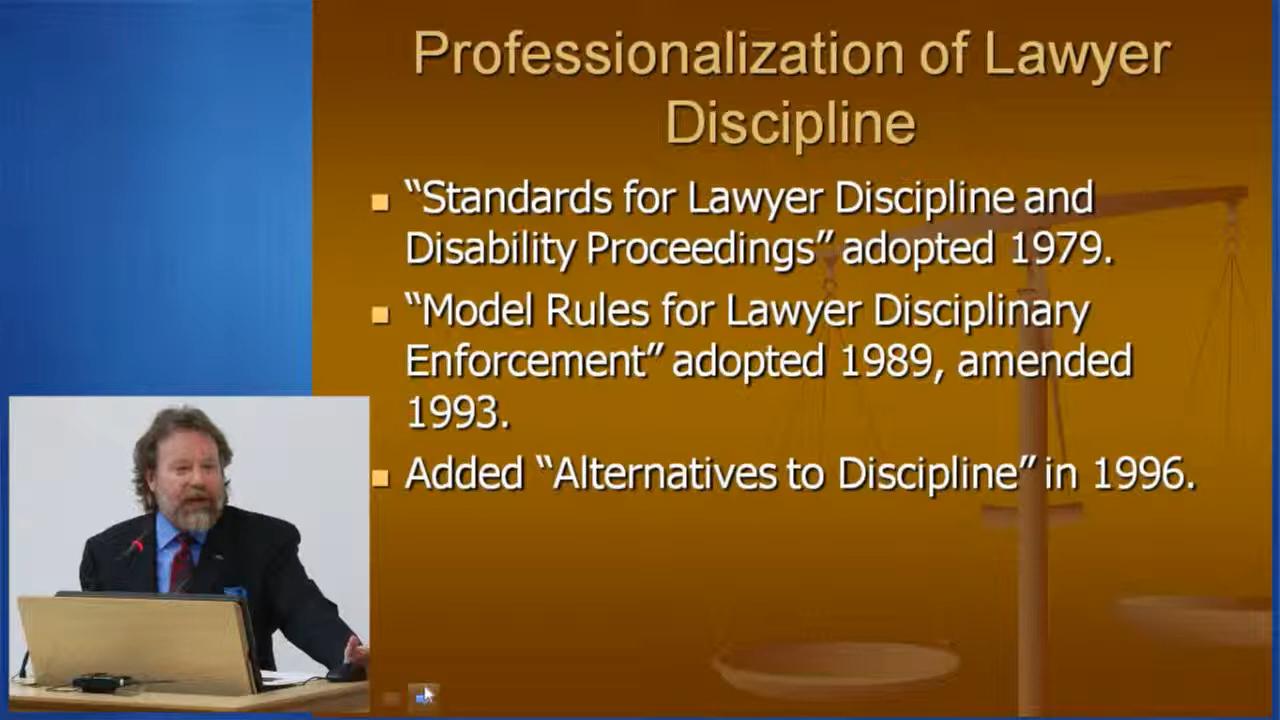 Professionalization of Lawyer
Discipline
“Standards for Lawyer Discipline and
Disability Proceedings” adopted 1979.
“Model Rules for Lawyer Disciplinary
Enforcement” adopted 1989, amended
1993.
Added “Alternatives to Discipline” in 1996.